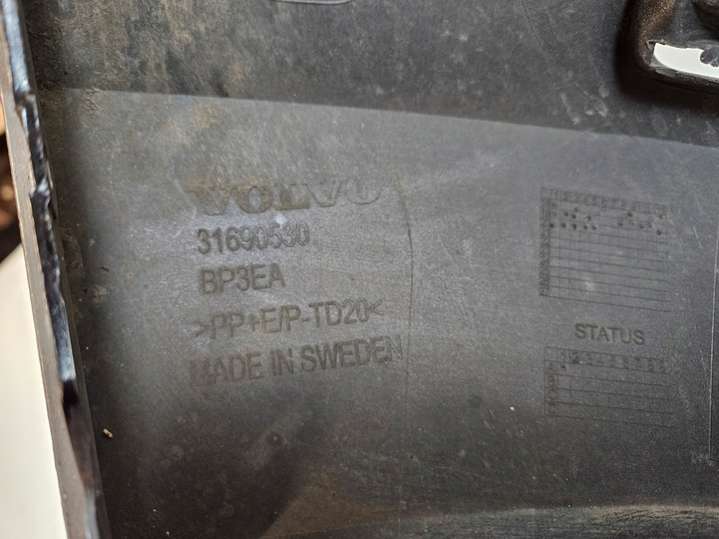 VOLVO
31690530
BP3EA
>PP+E/P-TD20<
MADE IN SWEDEN
STATUS